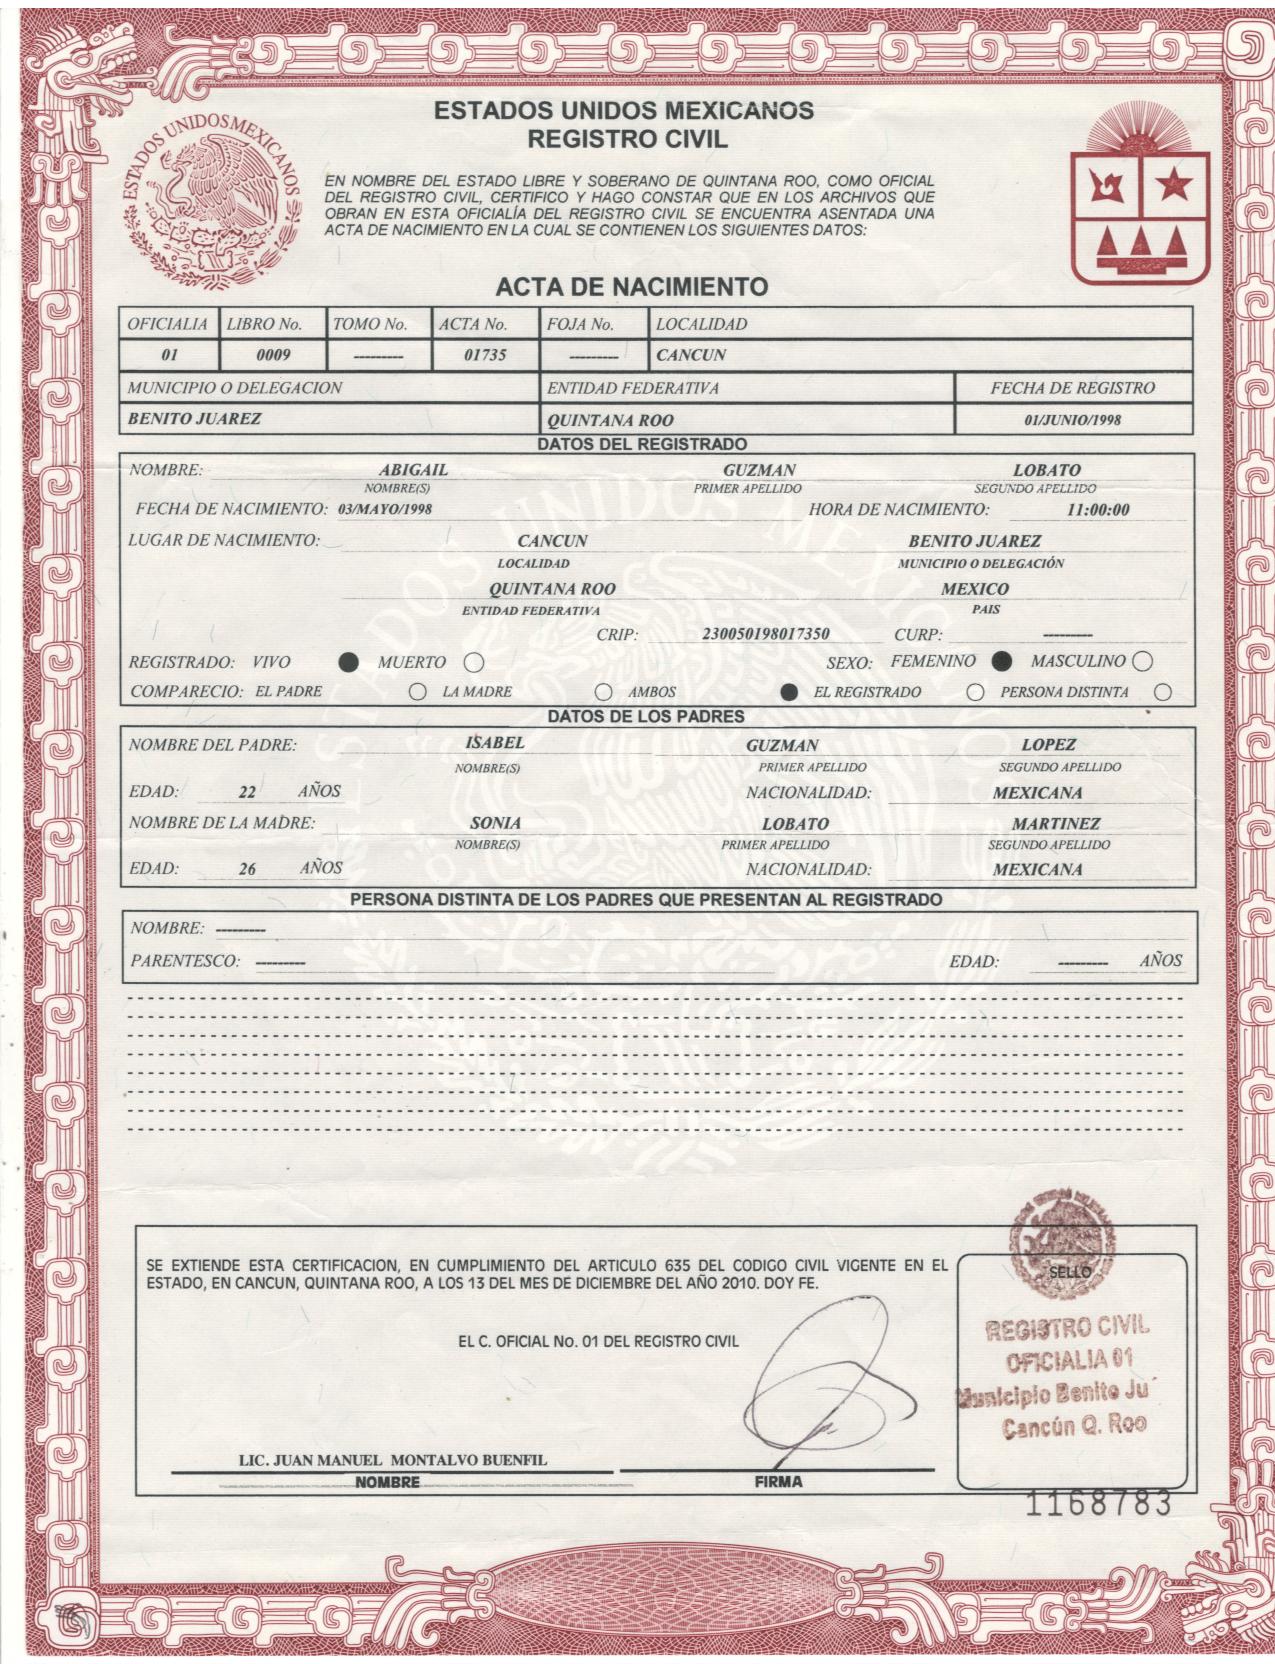 ESTADOS UNIDOS MEXICANOS
REGISTRO CIVIL
ESTADOS UNIDOS MEXICANOS
EN NOMBRE DEL ESTADO LIBRE Y SOBERANO DE QUINTANA ROO, COMO OFICIAL
DEL REGISTRO CIVIL, CERTIFICO Y HAGO CONSTAR QUE EN LOS ARCHIVOS QUE
OBRAN EN ESTA OFICIALÍA DEL REGISTRO CIVIL SE ENCUENTRA ASENTADA UNA
ACTA DE NACIMIENTO EN LA CUAL SE CONTIENEN LOS SIGUIENTES DATOS:
ACTA DE NACIMIENTO
OFICIALIA LIBRO No. TOMO No. ACTA No. FOJA No. LOCALIDAD
01 0009 --------- 01735 --------- CANCUN
MUNICIPIO O DELEGACION ENTIDAD FEDERATIVA FECHA DE REGISTRO
BENITO JUAREZ QUINTANA ROO 01/JUNIO/1998
DATOS DEL REGISTRADO
NOMBRE: ABIGAIL GUZMAN LOBATO
NOMBRE(S) PRIMER APELLIDO SEGUNDO APELLIDO
FECHA DE NACIMIENTO: 03/MAYO/1998 HORA DE NACIMIENTO: 11:00:00
LUGAR DE NACIMIENTO: CANCUN BENITO JUAREZ
LOCALIDAD MUNICIPIO O DELEGACIÓN
QUINTANA ROO MEXICO
ENTIDAD FEDERATIVA PAIS
CRIP: 230050198017350 CURP: ---------
REGISTRADO: VIVO MUERTO SEXO: FEMENINO MASCULINO
COMPARECIO: EL PADRE LA MADRE AMBOS EL REGISTRADO PERSONA DISTINTA
DATOS DE LOS PADRES
NOMBRE DEL PADRE: ISABEL GUZMAN LOPEZ
NOMBRE(S) PRIMER APELLIDO SEGUNDO APELLIDO
EDAD: 22 AÑOS NACIONALIDAD: MEXICANA
NOMBRE DE LA MADRE: SONIA LOBATO MARTINEZ
NOMBRE(S) PRIMER APELLIDO SEGUNDO APELLIDO
EDAD: 26 AÑOS NACIONALIDAD: MEXICANA
PERSONA DISTINTA DE LOS PADRES QUE PRESENTAN AL REGISTRADO
NOMBRE: ---------
PARENTESCO: --------- EDAD: --------- AÑOS
SE EXTIENDE ESTA CERTIFICACION, EN CUMPLIMIENTO DEL ARTICULO 635 DEL CODIGO CIVIL VIGENTE EN EL
ESTADO, EN CANCUN, QUINTANA ROO, A LOS 13 DEL MES DE DICIEMBRE DEL AÑO 2010. DOY FE.
SELLO
EL C. OFICIAL No. 01 DEL REGISTRO CIVIL
REGISTRO CIVIL
OFICIALIA 01
Municipio Benito Ju
Cancún Q. Roo
LIC. JUAN MANUEL MONTALVO BUENFIL
NOMBRE FIRMA
1168783